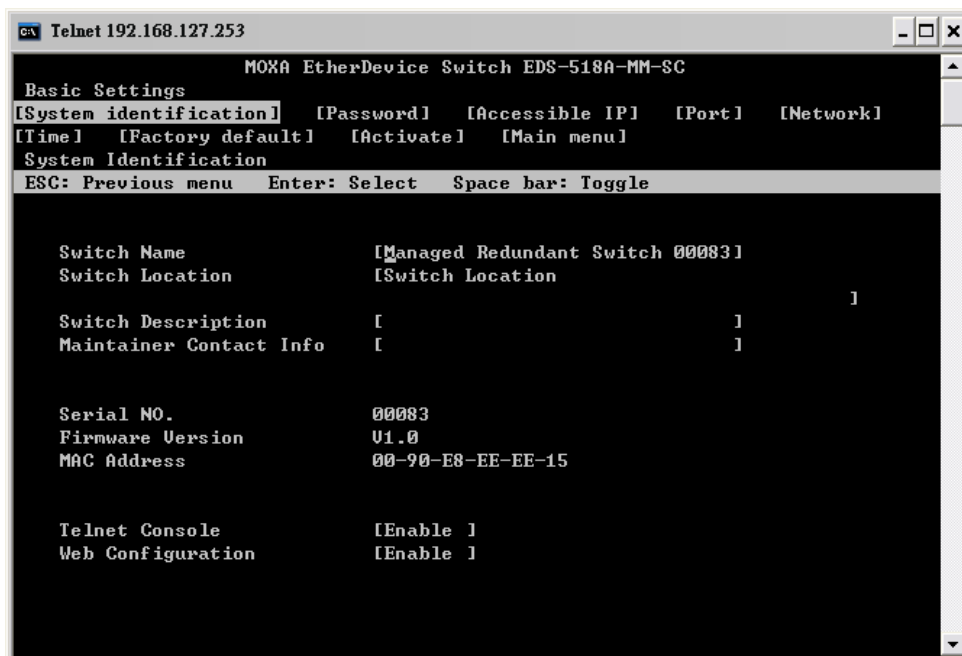 Telnet 192.168.127.253
MOXA EtherDevice Switch EDS-518A-MM-SC
Basic Settings
[System identification] [Password] [Accessible IP] [Port] [Network]
[Time] [Factory default] [Activate] [Main menu]
System Identification
ESC: Previous menu Enter: Select Space bar: Toggle
Switch Name [Managed Redundant Switch 00083]
Switch Location [Switch Location
]
Switch Description [ ]
Maintainer Contact Info [ ]
Serial NO. 00083
Firmware Version V1.0
MAC Address 00-90-E8-EE-EE-15
Telnet Console [Enable ]
Web Configuration [Enable ]